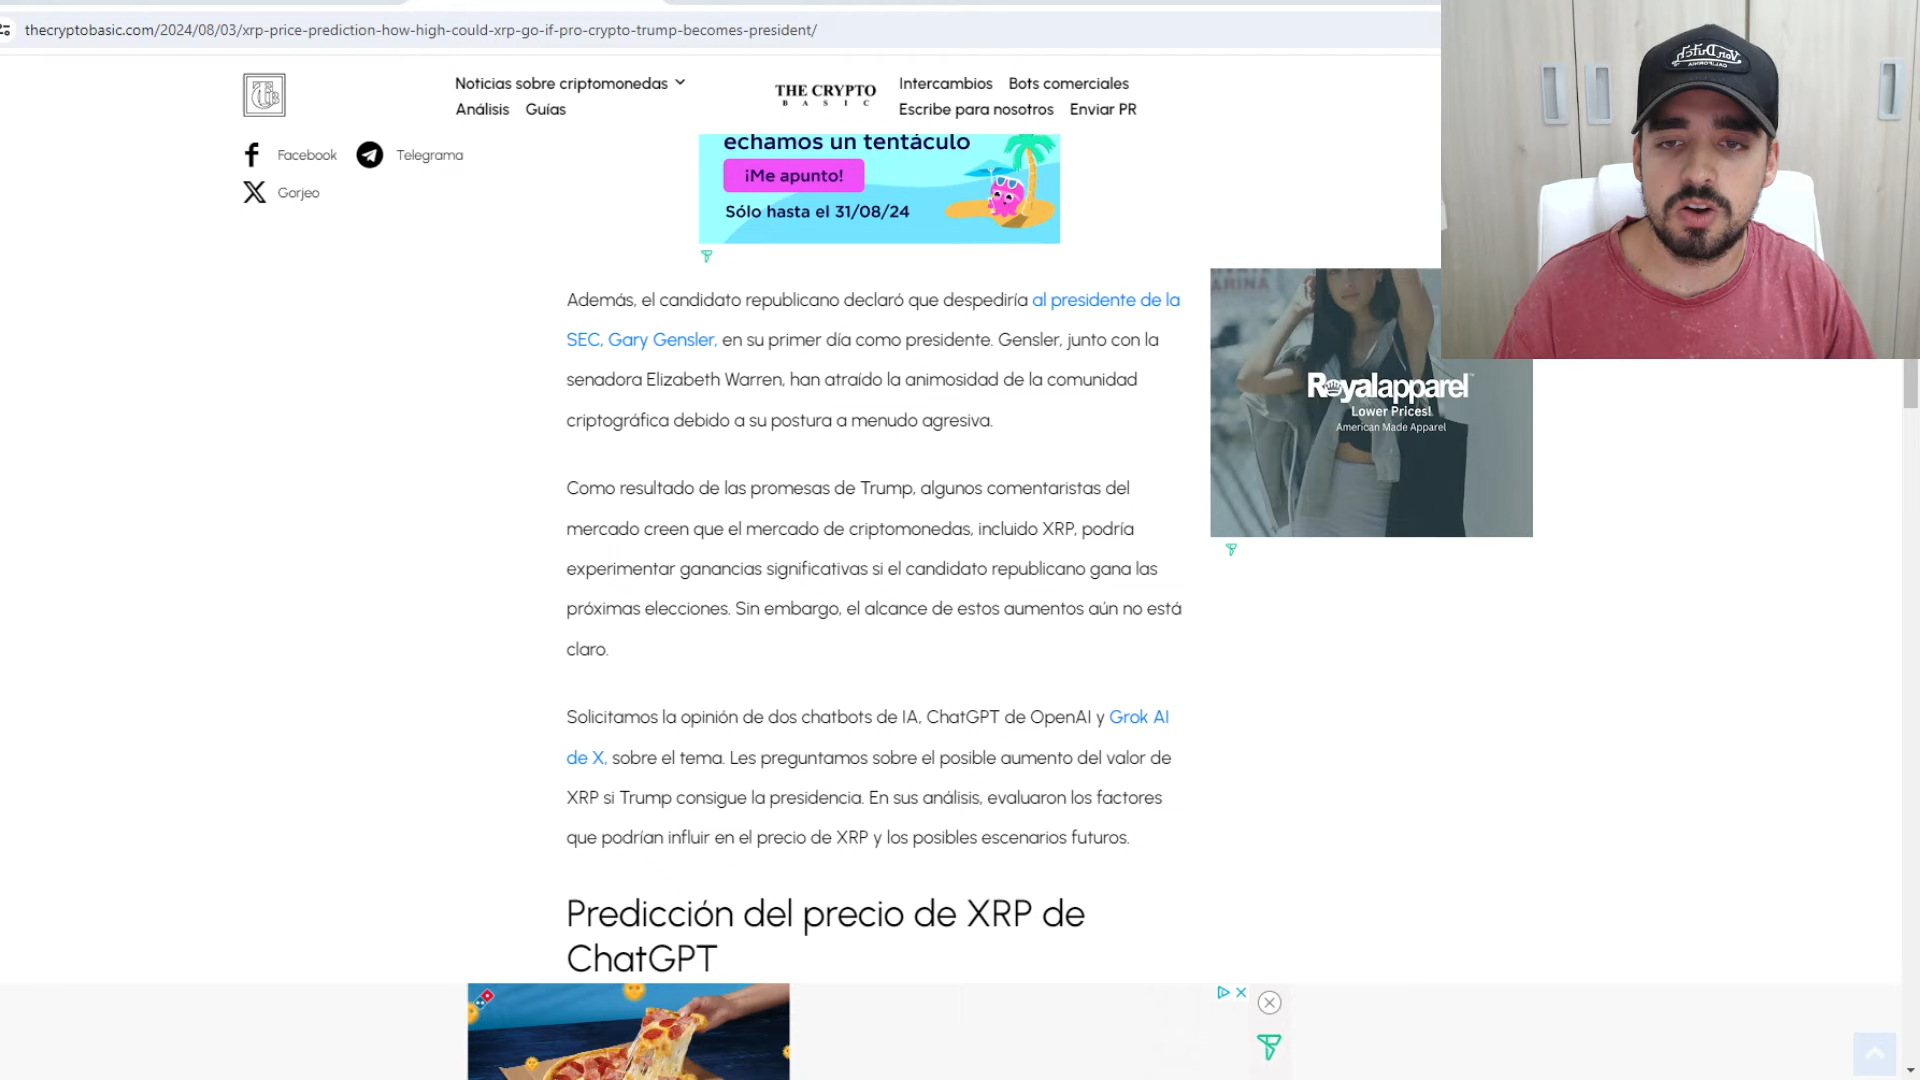 thecryptobasic.com/2024/08/03/xrp-price-prediction-how-high-could-xrp-go-if-pro-crypto-trump-becomes-president/
Noticias sobre criptomonedas
Análisis Guías
THE CRYPTO
BASIC
Intercambios Bots comerciales
Escribe para nosotros Enviar PR
Facebook
Telegrama
Gorjeo
echamos un tentáculo
¡Me apunto!
Sólo hasta el 31/08/24
Además, el candidato republicano declaró que despediría al presidente de la
SEC, Gary Gensler, en su primer día como presidente. Gensler, junto con la
senadora Elizabeth Warren, han atraído la animosidad de la comunidad
criptográfica debido a su postura a menudo agresiva.
Como resultado de las promesas de Trump, algunos comentaristas del
mercado creen que el mercado de criptomonedas, incluido XRP, podría
experimentar ganancias significativas si el candidato republicano gana las
próximas elecciones. Sin embargo, el alcance de estos aumentos aún no está
claro.
Solicitamos la opinión de dos chatbots de IA, ChatGPT de OpenAI y Grok AI
de X, sobre el tema. Les preguntamos sobre el posible aumento del valor de
XRP si Trump consigue la presidencia. En sus análisis, evaluaron los factores
que podrían influir en el precio de XRP y los posibles escenarios futuros.
Predicción del precio de XRP de
ChatGPT
Royalapparel
Lower Prices!
American Made Apparel
Von Dutch
CALIFORNIA